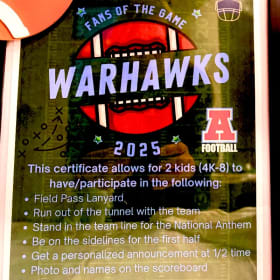 FANS OF THE GAME
WARHAWKS
2025
A
FOOTBALL
This certificate allows for 2 kids (4K-8) to
have/participate in the following:
• Field Pass Lanyard
• Run out of the tunnel with the team
• Stand in the team line for the National Anthem
• Be on the sidelines for the first half
• Get a personalized announcement at 1/2 time
• Photo and names on the scoreboard